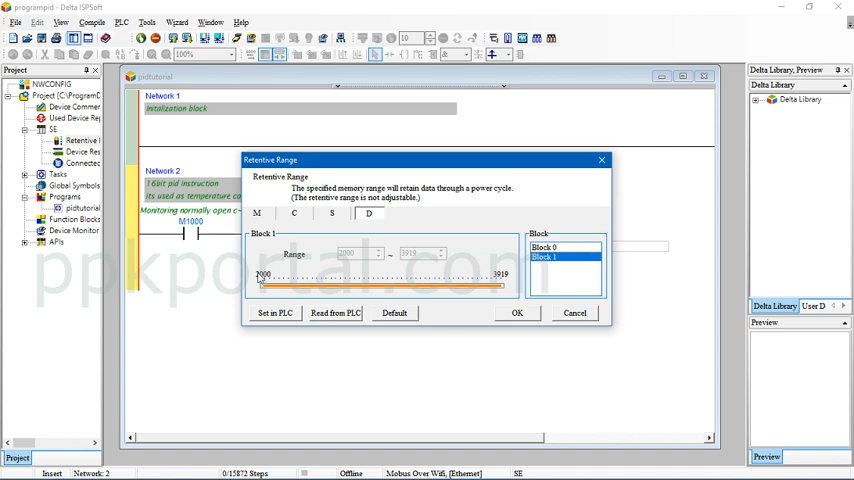 programpid - Delta ISPSoft
File Edit View Compile PLC Tools Wizard Window Help
100% 10 &
Project
NWCONFIG
Project [C:\ProgramD
Device Commer
Used Device Rep
SE
Retentive
Device Res
Connected
Tasks
Global Symbols
Programs
pidtutorial
Function Blocks
Device Monitor
APIs
Project
pidtutorial
Network 1
Initalization block
Network 2
16bit pid instruction
its used as temperature co
Monitoring normally open c~
M1000
Retentive Range
Retentive Range
The specified memory range will retain data through a power cycle.
(The retentive range is not adjustable.)
M C S D
Block 1
Range 2000 ~ 3919
2000 3919
Block
Block 0
Block 1
Set in PLC Read from PLC Default OK Cancel
Delta Library, Preview
Delta Library
Delta Library
Delta Library User D
Preview
Preview
ppkportal.com
Insert Network: 2 0/15872 Steps Offline Mobus Over Wifi, [Ethernet] SE